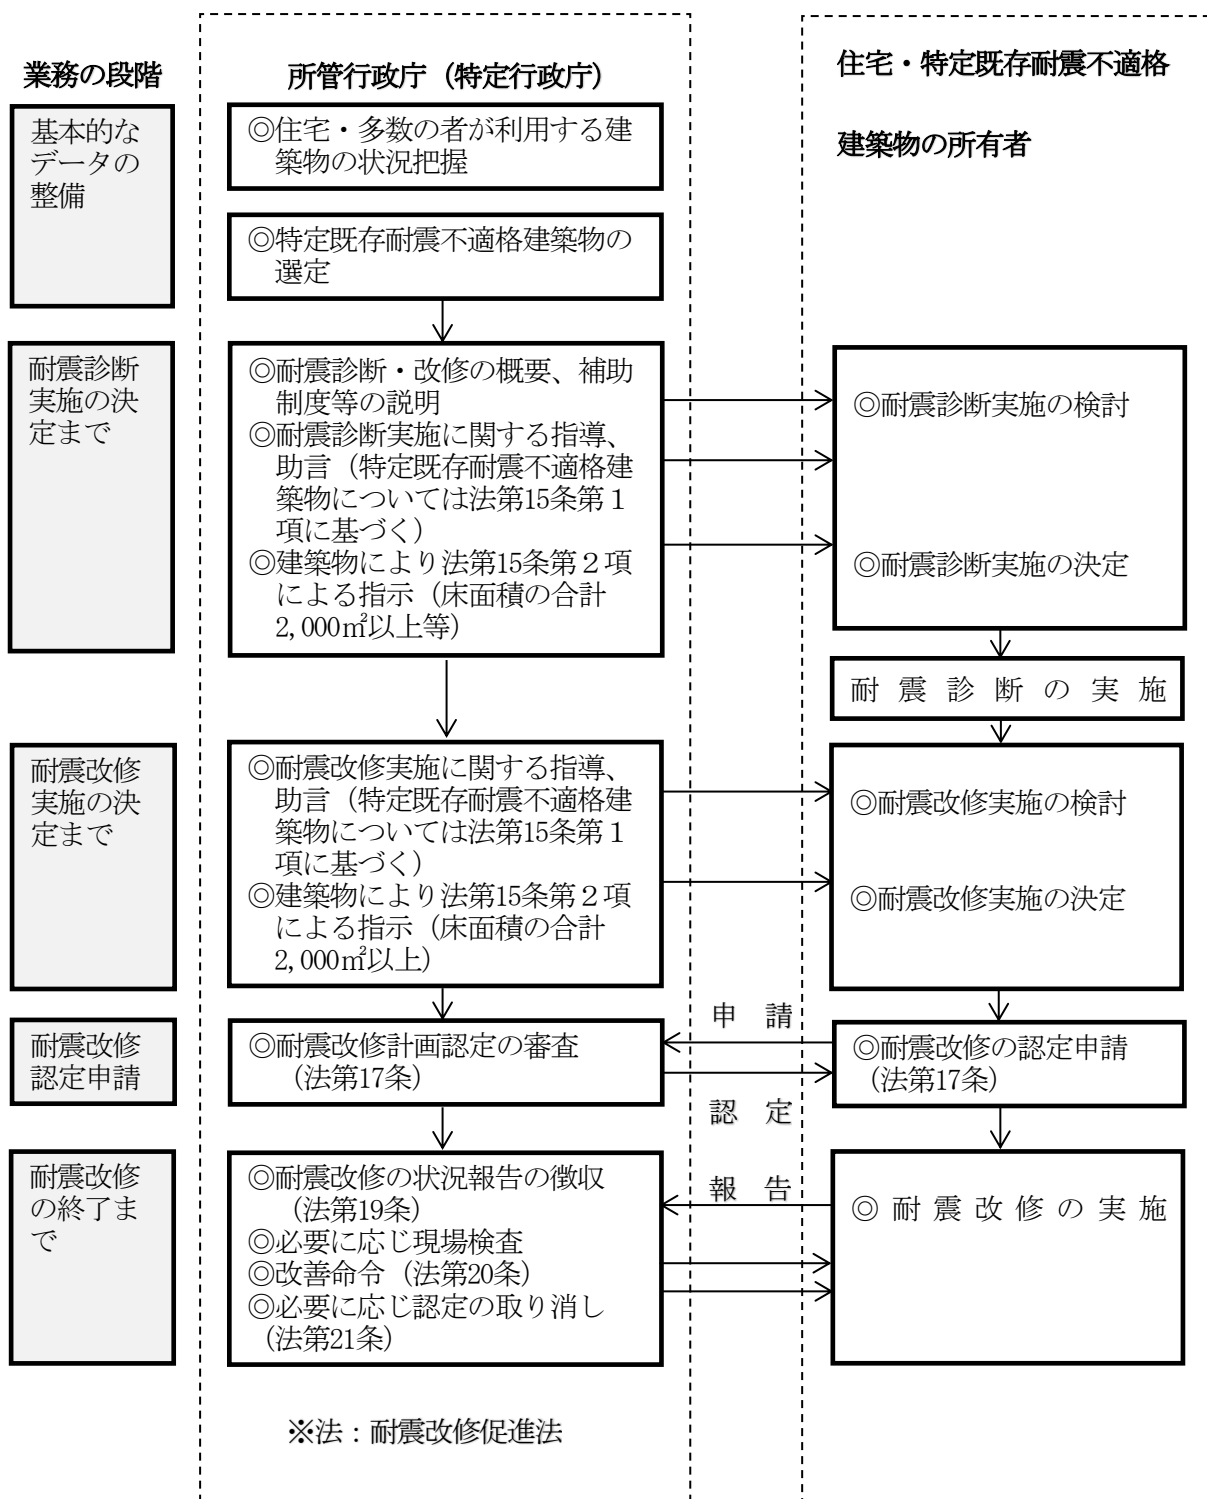 業務の段階
所管行政庁（特定行政庁）
住宅・特定既存耐震不適格
建築物の所有者
基本的な
データの
整備
◎住宅・多数の者が利用する建
築物の状況把握
◎特定既存耐震不適格建築物の
選定
耐震診断
実施の決
定まで
◎耐震診断・改修の概要、補助
制度等の説明
◎耐震診断実施に関する指導、
助言（特定既存耐震不適格建
築物については法第15条第１
項に基づく）
◎建築物により法第15条第２項
による指示（床面積の合計
2,000㎡以上等）
◎耐震診断実施の検討
◎耐震診断実施の決定
耐震診断の実施
耐震改修
実施の決
定まで
◎耐震改修実施に関する指導、
助言（特定既存耐震不適格建
築物については法第15条第１
項に基づく）
◎建築物により法第15条第２項
による指示（床面積の合計
2,000㎡以上）
◎耐震改修実施の検討
◎耐震改修実施の決定
耐震改修
認定申請
◎耐震改修計画認定の審査
（法第17条）
申　請
認　定
◎耐震改修の認定申請
（法第17条）
耐震改修
の終了ま
で
◎耐震改修の状況報告の徴収
（法第19条）
◎必要に応じ現場検査
◎改善命令（法第20条）
◎必要に応じ認定の取り消し
（法第21条）
報　告
◎耐震改修の実施
※法：耐震改修促進法